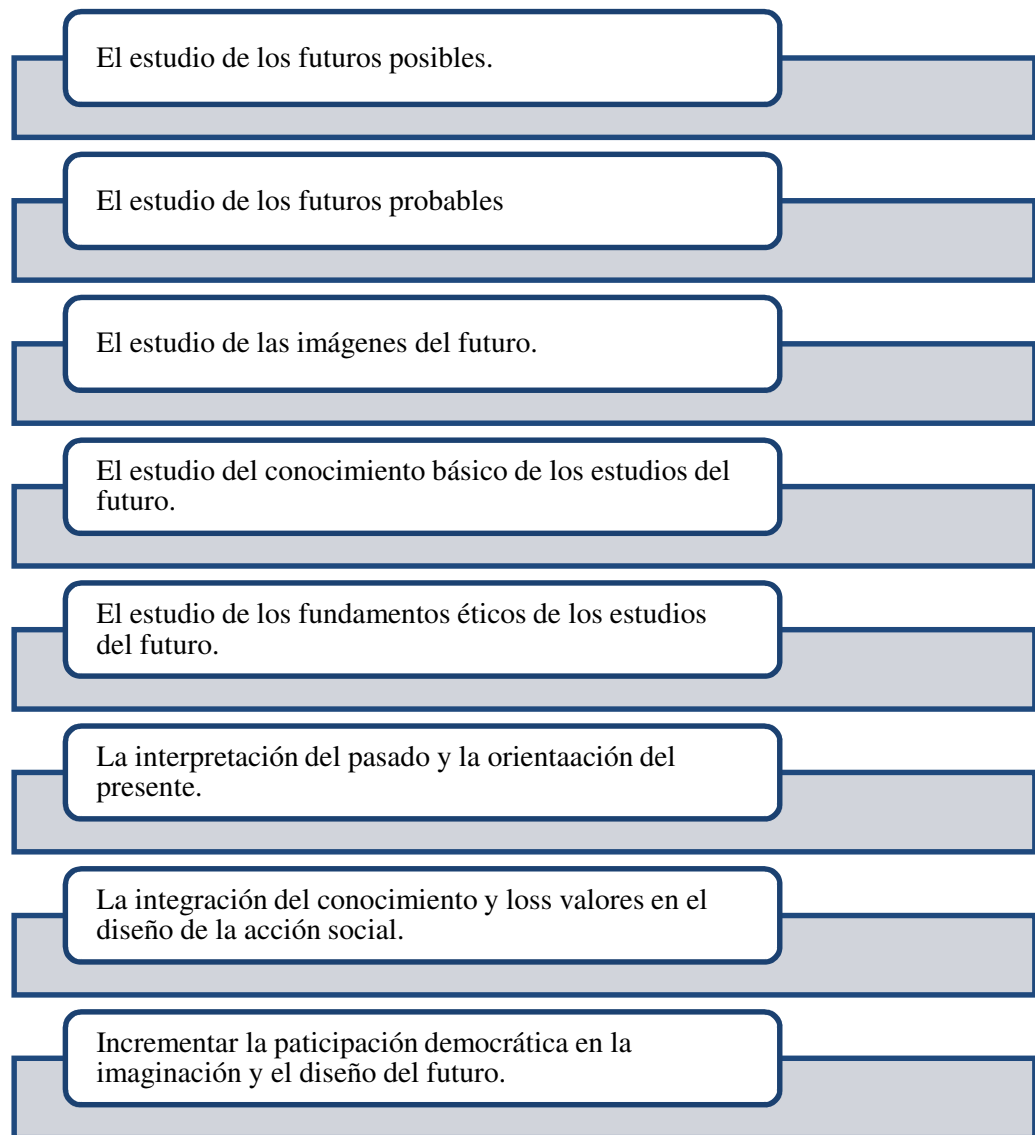 El estudio de los futuros posibles.
El estudio de los futuros probables
El estudio de las imágenes del futuro.
El estudio del conocimiento básico de los estudios del
futuro.
El estudio de los fundamentos éticos de los estudios
del futuro.
La interpretación del pasado y la orientaación del
presente.
La integración del conocimiento y loss valores en el
diseño de la acción social.
Incrementar la paticipación democrática en la
imaginación y el diseño del futuro.